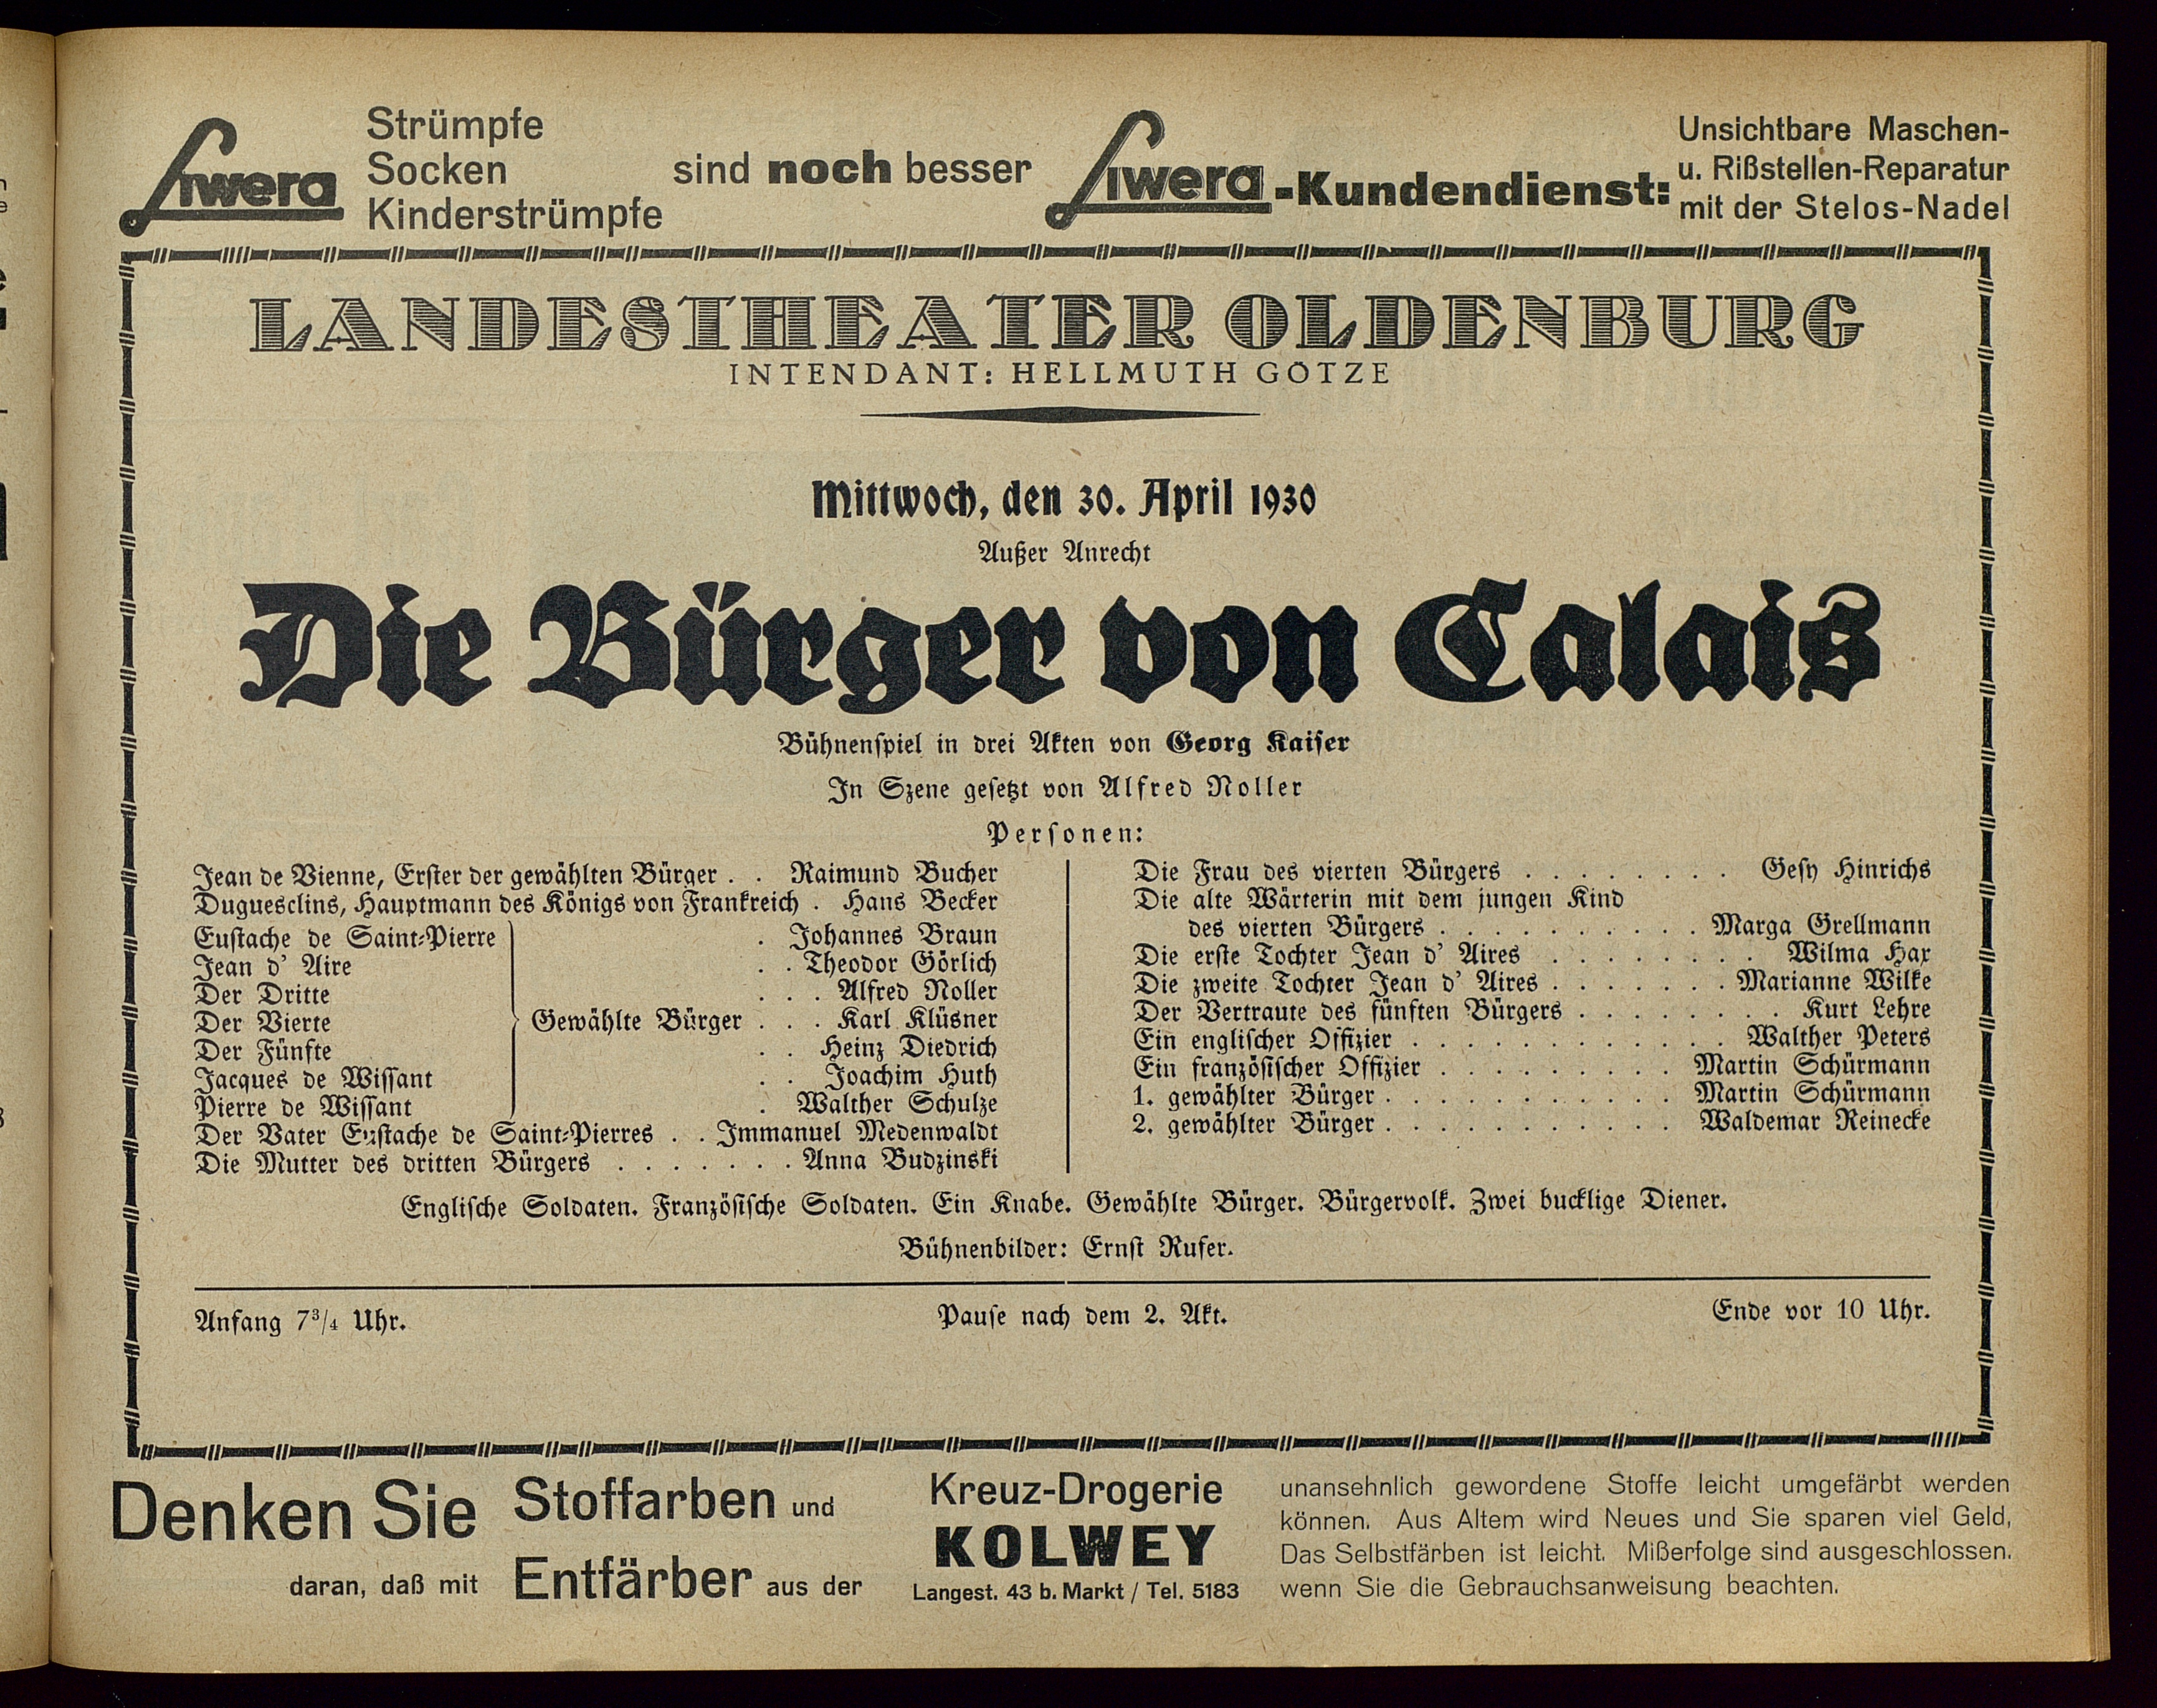 Siwera
Strümpfe
Socken
Kinderstrümpfe
sind noch besser
Siwera-Kundendienst:
Unsichtbare Maschen-
u. Rißstellen-Reparatur
mit der Stelos-Nadel
LANDESTHEATER OLDENBURG
INTENDANT: HELLMUTH GÖTZE
Mittwoch, den 30. April 1930
Außer Anrecht
Die Bürger von Calais
Bühnenspiel in drei Akten von Georg Kaiser
In Szene gesetzt von Alfred Noller
Personen:
Jean de Vienne, Erster der gewählten Bürger . . Raimund Bucher
Duguesclins, Hauptmann des Königs von Frankreich . Hans Becker
Eustache de Saint-Pierre . Johannes Braun
Jean d' Aire . . Theodor Görlich
Der Dritte . . . Alfred Noller
Der Vierte Gewählte Bürger . . . Karl Klüsner
Der Fünfte . . Heinz Diedrich
Jacques de Wissant . . Joachim Huth
Pierre de Wissant . Walther Schulze
Der Vater Eustache de Saint-Pierres . . Immanuel Medenwaldt
Die Mutter des dritten Bürgers . . . . . . . Anna Budzinski
Die Frau des vierten Bürgers . . . . . . . . Gesy Hinrichs
Die alte Wärterin mit dem jungen Kind
des vierten Bürgers . . . . . . . . . . Marga Grellmann
Die erste Tochter Jean d' Aires . . . . . . . . Wilma Hax
Die zweite Tochter Jean d' Aires . . . . . . . Marianne Wilke
Der Vertraute des fünften Bürgers . . . . . . . . Kurt Lehre
Ein englischer Offizier . . . . . . . . . . . . Walther Peters
Ein französischer Offizier . . . . . . . . . Martin Schürmann
1. gewählter Bürger . . . . . . . . . . . Martin Schürmann
2. gewählter Bürger . . . . . . . . . . . Waldemar Reinecke
Englische Soldaten. Französische Soldaten. Ein Knabe. Gewählte Bürger. Bürgervolk. Zwei bucklige Diener.
Bühnenbilder: Ernst Rufer.
Anfang 7¾ Uhr. Pause nach dem 2. Akt. Ende vor 10 Uhr.
Denken Sie
daran, daß mit
Stoffarben und
Entfärber aus der
Kreuz-Drogerie
KOLWEY
Langest. 43 b. Markt / Tel. 5183
unansehnlich gewordene Stoffe leicht umgefärbt werden
können. Aus Altem wird Neues und Sie sparen viel Geld,
Das Selbstfärben ist leicht. Mißerfolge sind ausgeschlossen.
wenn Sie die Gebrauchsanweisung beachten.